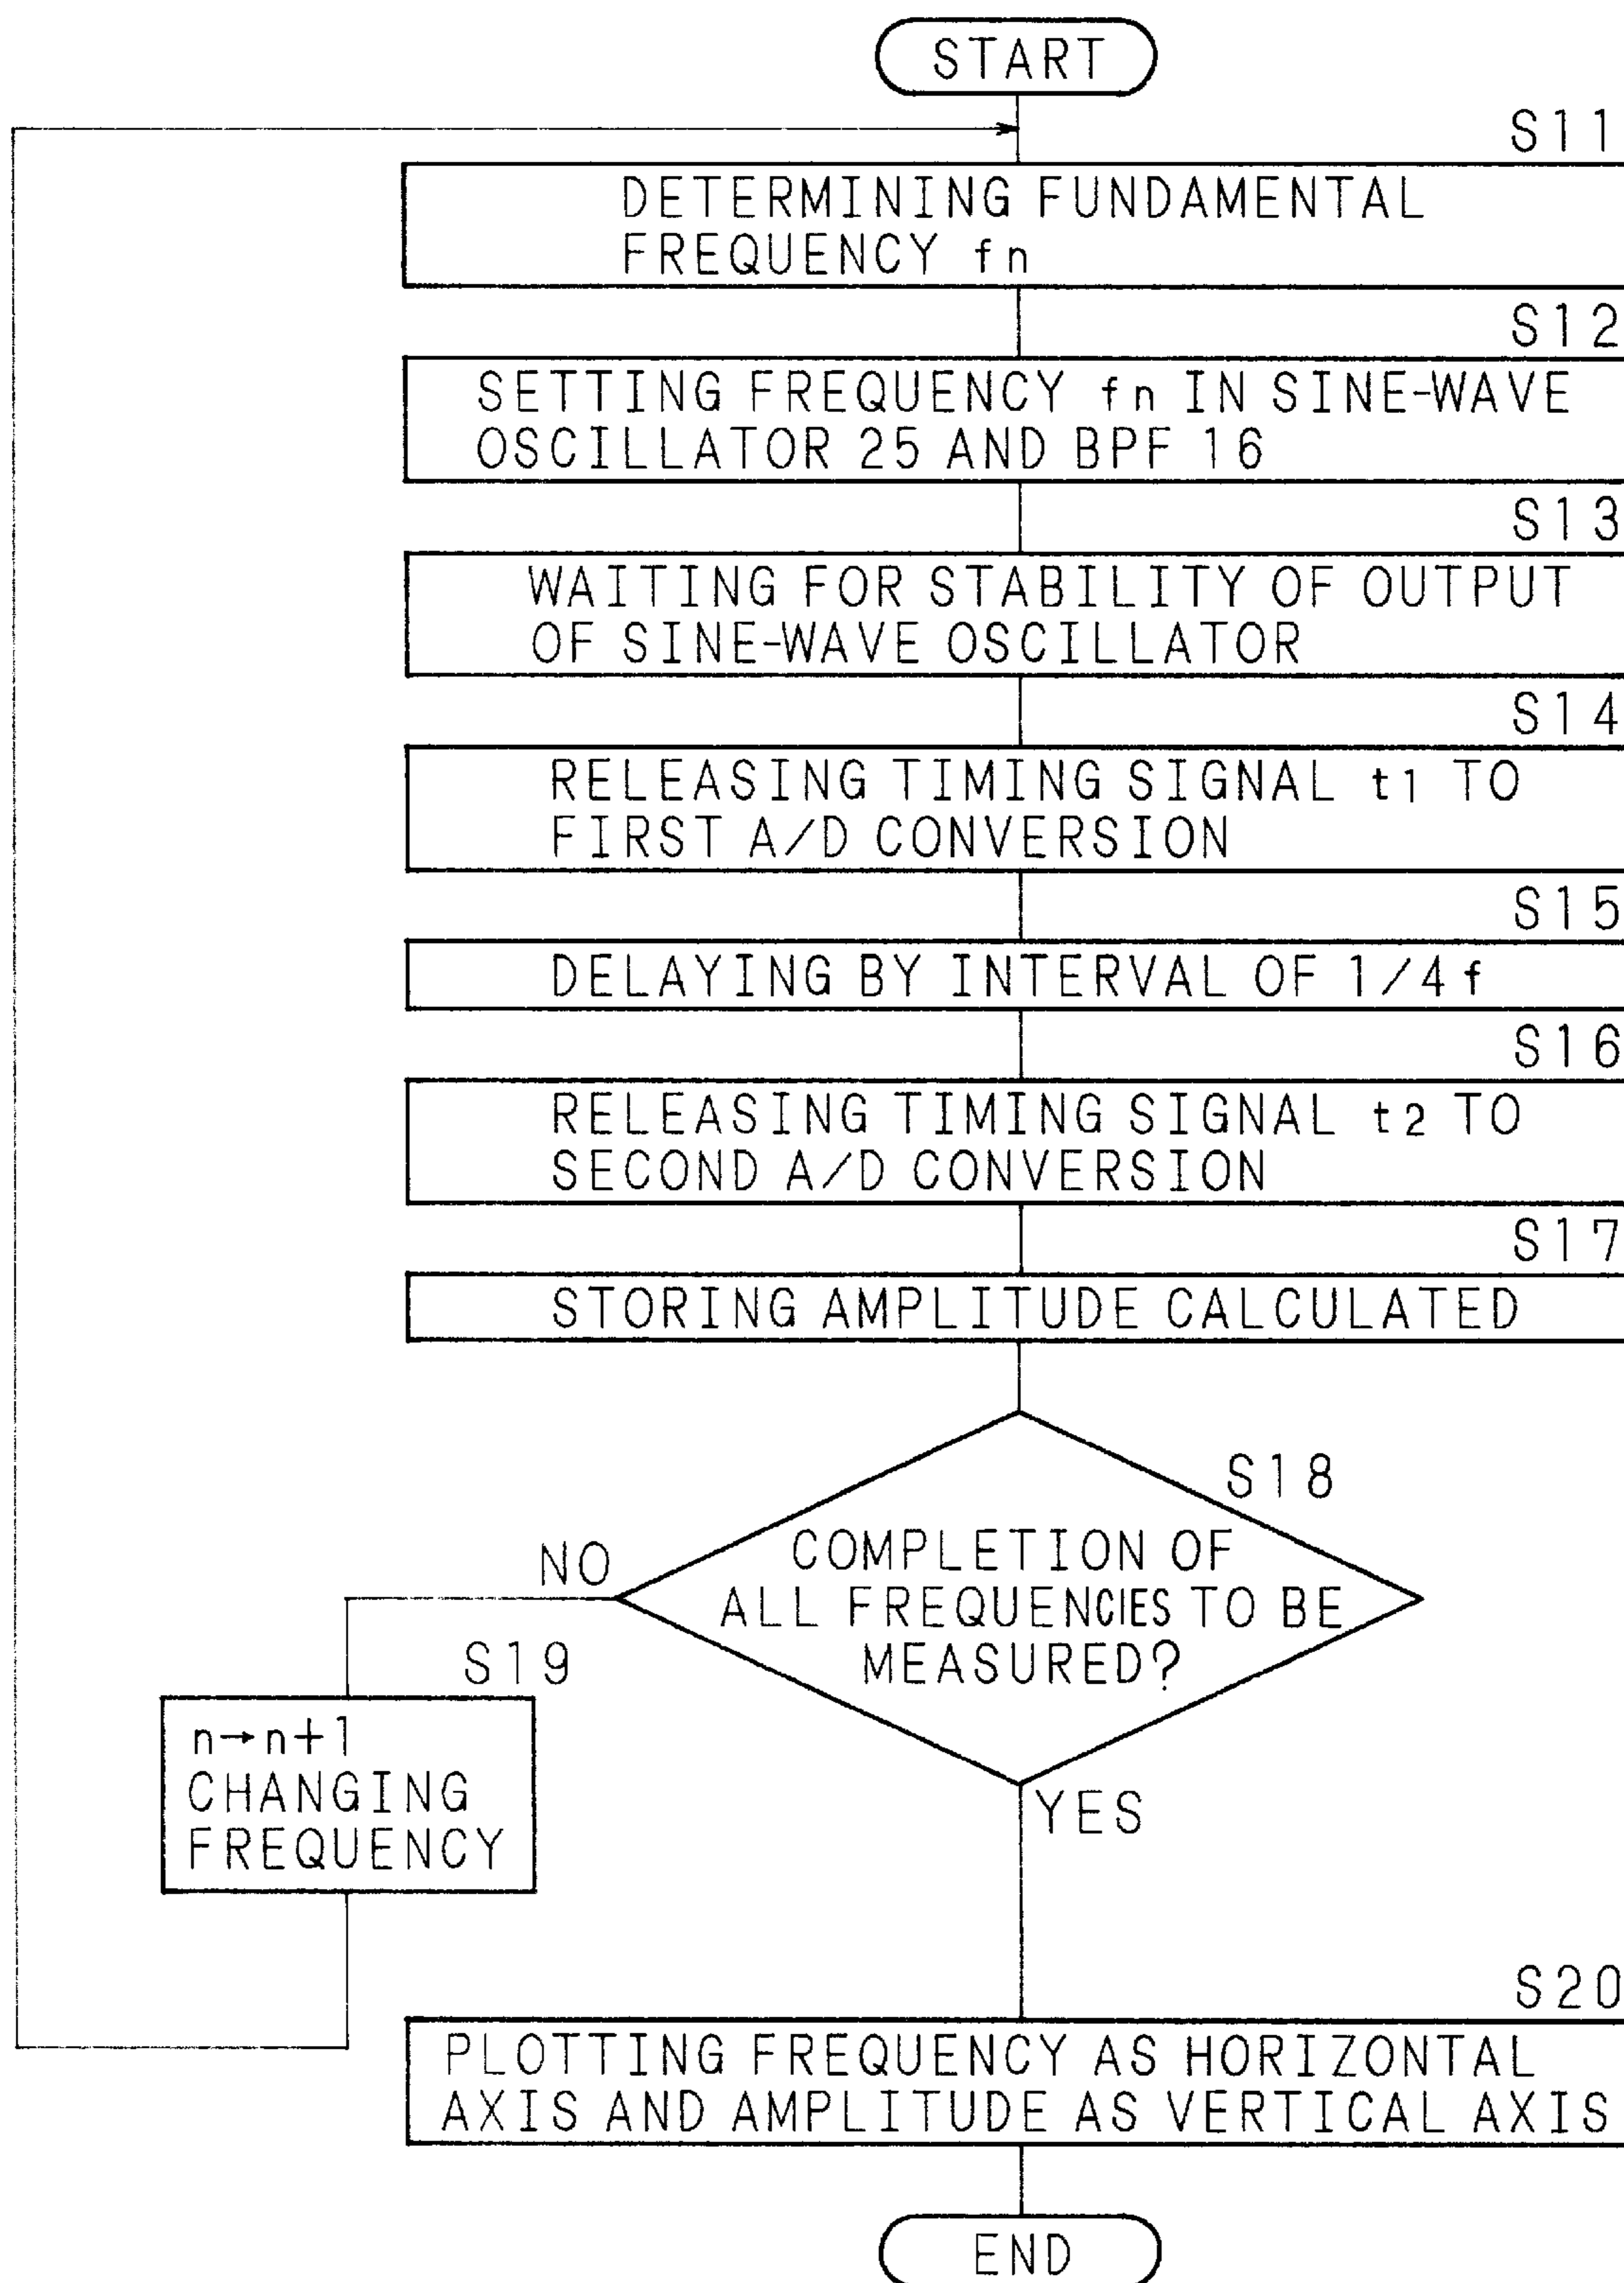 START
S11
DETERMINING FUNDAMENTAL
FREQUENCY fn
S12
SETTING FREQUENCY fn IN SINE-WAVE
OSCILLATOR 25 AND BPF 16
S13
WAITING FOR STABILITY OF OUTPUT
OF SINE-WAVE OSCILLATOR
S14
RELEASING TIMING SIGNAL t1 TO
FIRST A/D CONVERSION
S15
DELAYING BY INTERVAL OF 1/4f
S16
RELEASING TIMING SIGNAL t2 TO
SECOND A/D CONVERSION
S17
STORING AMPLITUDE CALCULATED
S18
COMPLETION OF
ALL FREQUENCIES TO BE
MEASURED?
NO
S19
n→n+1
CHANGING
FREQUENCY
YES
S20
PLOTTING FREQUENCY AS HORIZONTAL
AXIS AND AMPLITUDE AS VERTICAL AXIS
END